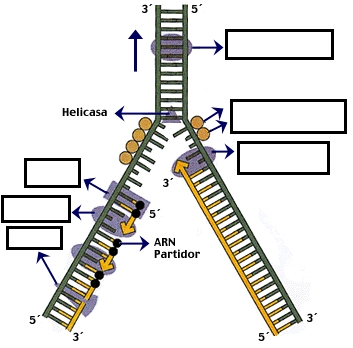 3´ 5´
Helicasa
3´
5´
ARN
Partidor
5´ 3´
3´ 5´